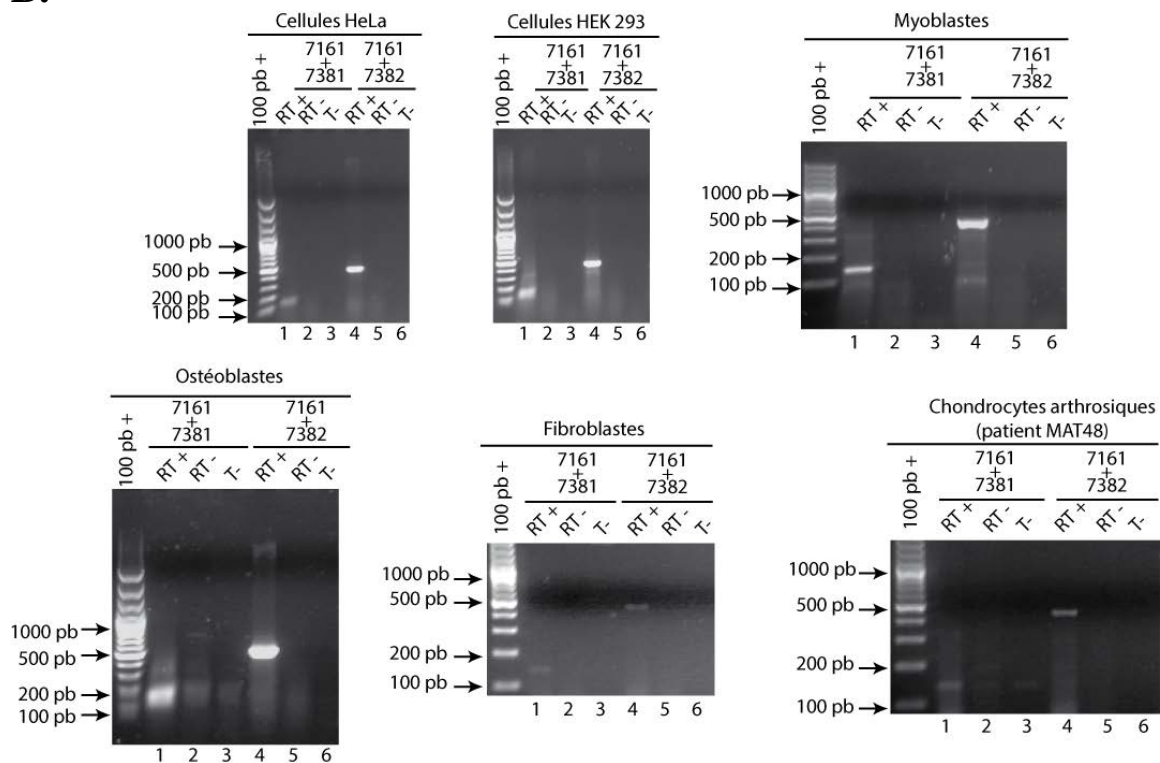 B.
Cellules HeLa
100 pb +
7161
+
7381
7161
+
7382
RT + RT - T- RT + RT - T-
1000 pb
500 pb
200 pb
100 pb
1 2 3 4 5 6
Cellules HEK 293
100 pb +
7161
+
7381
7161
+
7382
RT + RT - T- RT + RT - T-
1 2 3 4 5 6
Myoblastes
100 pb +
7161
+
7381
7161
+
7382
RT + RT - T- RT + RT - T-
1000 pb
500 pb
200 pb
100 pb
1 2 3 4 5 6
Ostéoblastes
100 pb +
7161
+
7381
7161
+
7382
RT + RT - T- RT + RT - T-
1000 pb
500 pb
200 pb
100 pb
1 2 3 4 5 6
Fibroblastes
100 pb +
7161
+
7381
7161
+
7382
RT + RT - T- RT + RT - T-
1000 pb
500 pb
200 pb
100 pb
1 2 3 4 5 6
Chondrocytes arthrosiques
(patient MAT48)
100 pb +
7161
+
7381
7161
+
7382
RT + RT - T- RT + RT - T-
1000 pb
500 pb
200 pb
100 pb
1 2 3 4 5 6